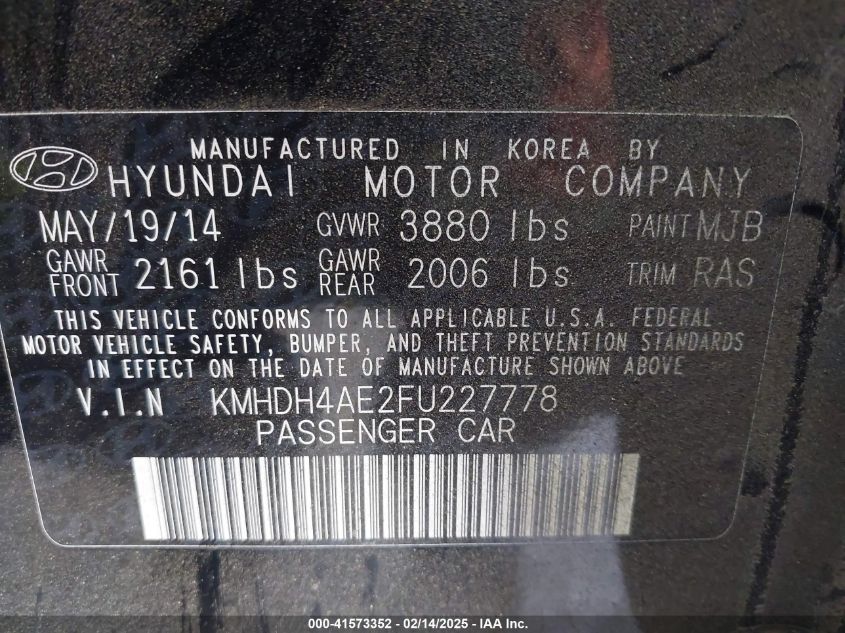 MANUFACTURED IN KOREA BY
HYUNDAI MOTOR COMPANY
MAY/19/14 GVWR 3880 lbs PAINT MJB
GAWR FRONT 2161 lbs GAWR REAR 2006 lbs TRIM RAS
THIS VEHICLE CONFORMS TO ALL APPLICABLE U.S.A. FEDERAL
MOTOR VEHICLE SAFETY, BUMPER, AND THEFT PREVENTION STANDARDS
IN EFFECT ON THE DATE OF MANUFACTURE SHOWN ABOVE
V.I.N KMHDH4AE2FU227778
PASSENGER CAR
000-41573352 - 02/14/2025 - IAA Inc.